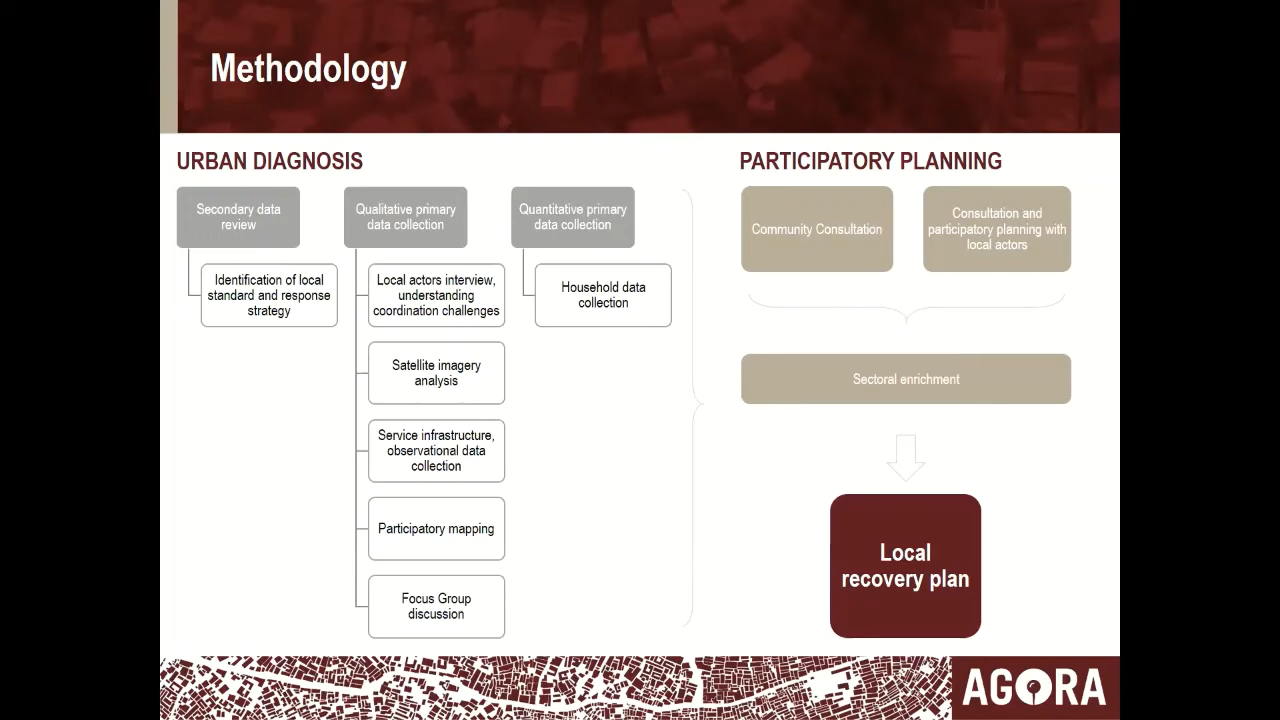 Methodology
URBAN DIAGNOSIS
Secondary data
review
Identification of local
standard and response
strategy
Qualitative primary
data collection
Local actors interview,
understanding
coordination challenges
Satellite imagery
analysis
Service infrastructure,
observational data
collection
Participatory mapping
Focus Group
discussion
Quantitative primary
data collection
Household data
collection
PARTICIPATORY PLANNING
Community Consultation
Consultation and
participatory planning with
local actors
Sectoral enrichment
Local
recovery plan
AGORA